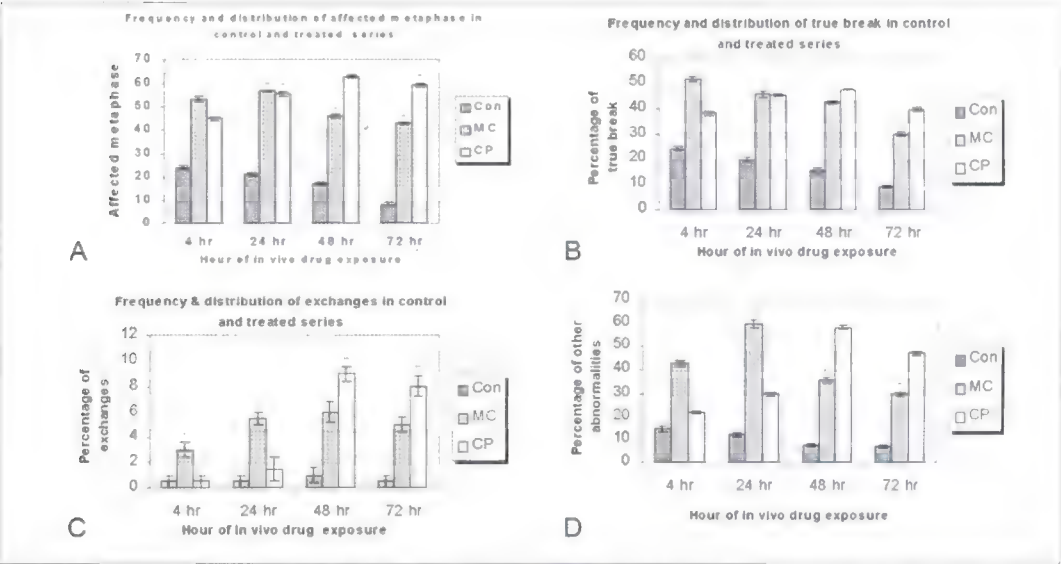 Frequency and distribution of affected metaphase in
control and treated series
Affected metaphase
70
60
50
40
30
20
10
0
4 hr 24 hr 48 hr 72 hr
Hour of in vivo drug exposure
Con
MC
CP
A
Frequency and distribution of true break in control
and treated series
Percentage of
true break
60
50
40
30
20
10
0
4 hr 24 hr 48 hr 72 hr
Hour of in vivo drug exposure
Con
MC
CP
B
Frequency & distribution of exchanges in control
and treated series
Percentage of
exchanges
12
10
8
6
4
2
0
4 hr 24 hr 48 hr 72 hr
Hour of in vivo drug exposure
Con
MC
CP
C
Percentage of other
abnormalities
70
60
50
40
30
20
10
0
4 hr 24 hr 48 hr 72 hr
Hour of in vivo drug exposure
Con
MC
CP
D